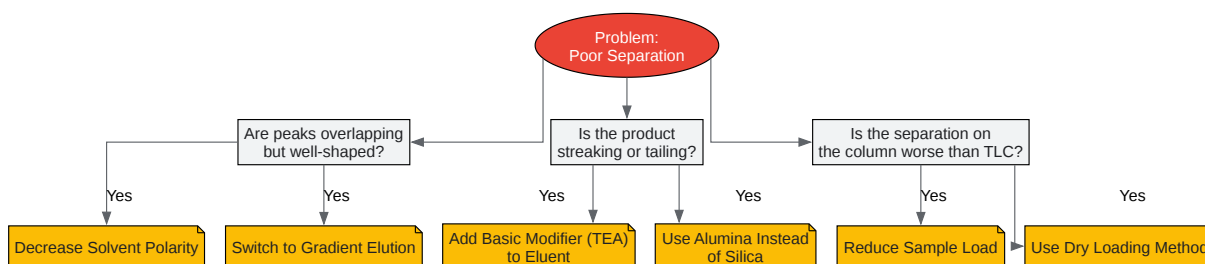 Problem:
Poor Separation
Are peaks overlapping
but well-shaped?
Is the product
streaking or tailing?
Is the separation on
the column worse than TLC?
Yes
Yes
Yes
Yes
Yes
Yes
Decrease Solvent Polarity
Switch to Gradient Elution
Add Basic Modifier (TEA)
to Eluent
Use Alumina Instead
of Silica
Reduce Sample Load
Use Dry Loading Method